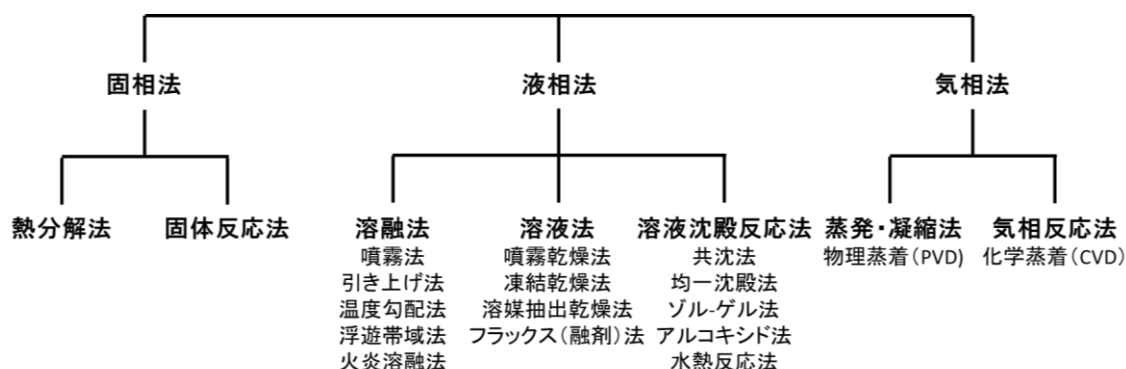 固相法
液相法
気相法
熱分解法
固体反応法
溶融法
噴霧法
引き上げ法
温度勾配法
浮遊帯域法
火炎溶融法
溶液法
噴霧乾燥法
凍結乾燥法
溶媒抽出乾燥法
フラックス(融剤)法
溶液沈殿反応法
共沈法
均一沈殿法
ゾル-ゲル法
アルコキシド法
水熱反応法
蒸発・凝縮法
物理蒸着(PVD)
気相反応法
化学蒸着(CVD)